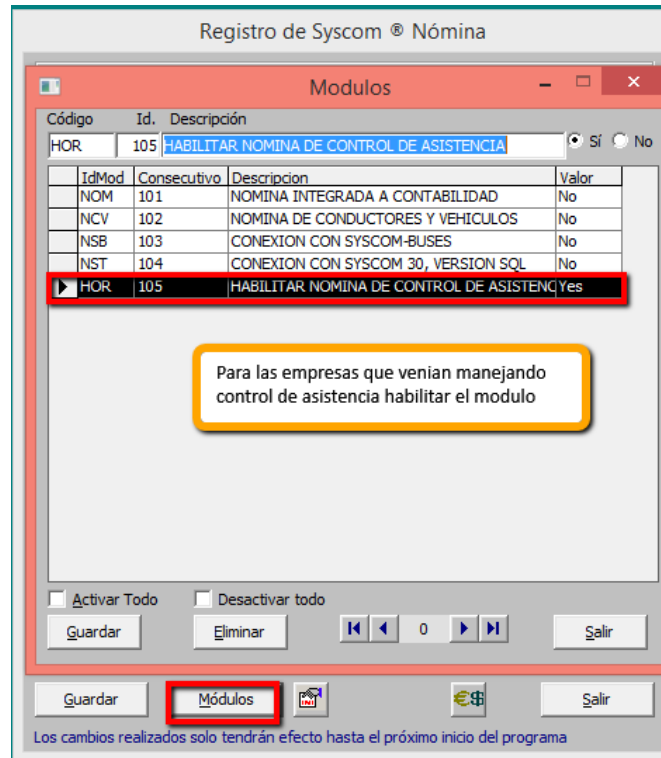 Registro de Syscom ® Nómina
Modulos
Código Id. Descripción
HOR 105 HABILITAR NOMINA DE CONTROL DE ASISTENCIA Sí No
IdMod Consecutivo Descripcion Valor
NOM 101 NOMINA INTEGRADA A CONTABILIDAD No
NCV 102 NOMINA DE CONDUCTORES Y VEHICULOS No
NSB 103 CONEXION CON SYSCOM-BUSES No
NST 104 CONEXION CON SYSCOM 30, VERSION SQL No
HOR 105 HABILITAR NOMINA DE CONTROL DE ASISTENC Yes
Para las empresas que venian manejando
control de asistencia habilitar el modulo
Activar Todo Desactivar todo
Guardar Eliminar 0 Salir
Guardar Módulos INI €$ Salir
Los cambios realizados solo tendrán efecto hasta el próximo inicio del programa